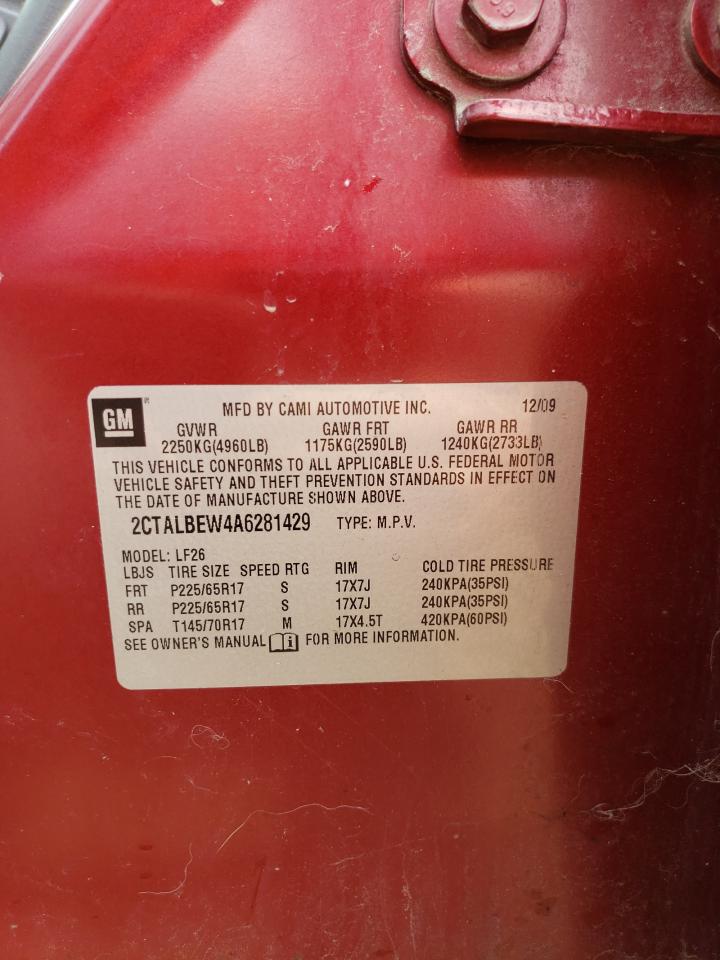 GM ® MFD BY CAMI AUTOMOTIVE INC. 12/09
GVWR GAWR FRT GAWR RR
2250KG(4960LB) 1175KG(2590LB) 1240KG(2733LB)
THIS VEHICLE CONFORMS TO ALL APPLICABLE U.S. FEDERAL MOTOR
VEHICLE SAFETY AND THEFT PREVENTION STANDARDS IN EFFECT ON
THE DATE OF MANUFACTURE SHOWN ABOVE.
2CTALBEW4A6281429 TYPE: M.P.V.
MODEL: LF26
LBJS TIRE SIZE SPEED RTG RIM COLD TIRE PRESSURE
FRT P225/65R17 S 17X7J 240KPA(35PSI)
RR P225/65R17 S 17X7J 240KPA(35PSI)
SPA T145/70R17 M 17X4.5T 420KPA(60PSI)
SEE OWNER'S MANUAL i FOR MORE INFORMATION.